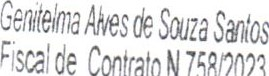 Genitelma Alves de Souza Santos
Fiscal de Contrato N 758/2023